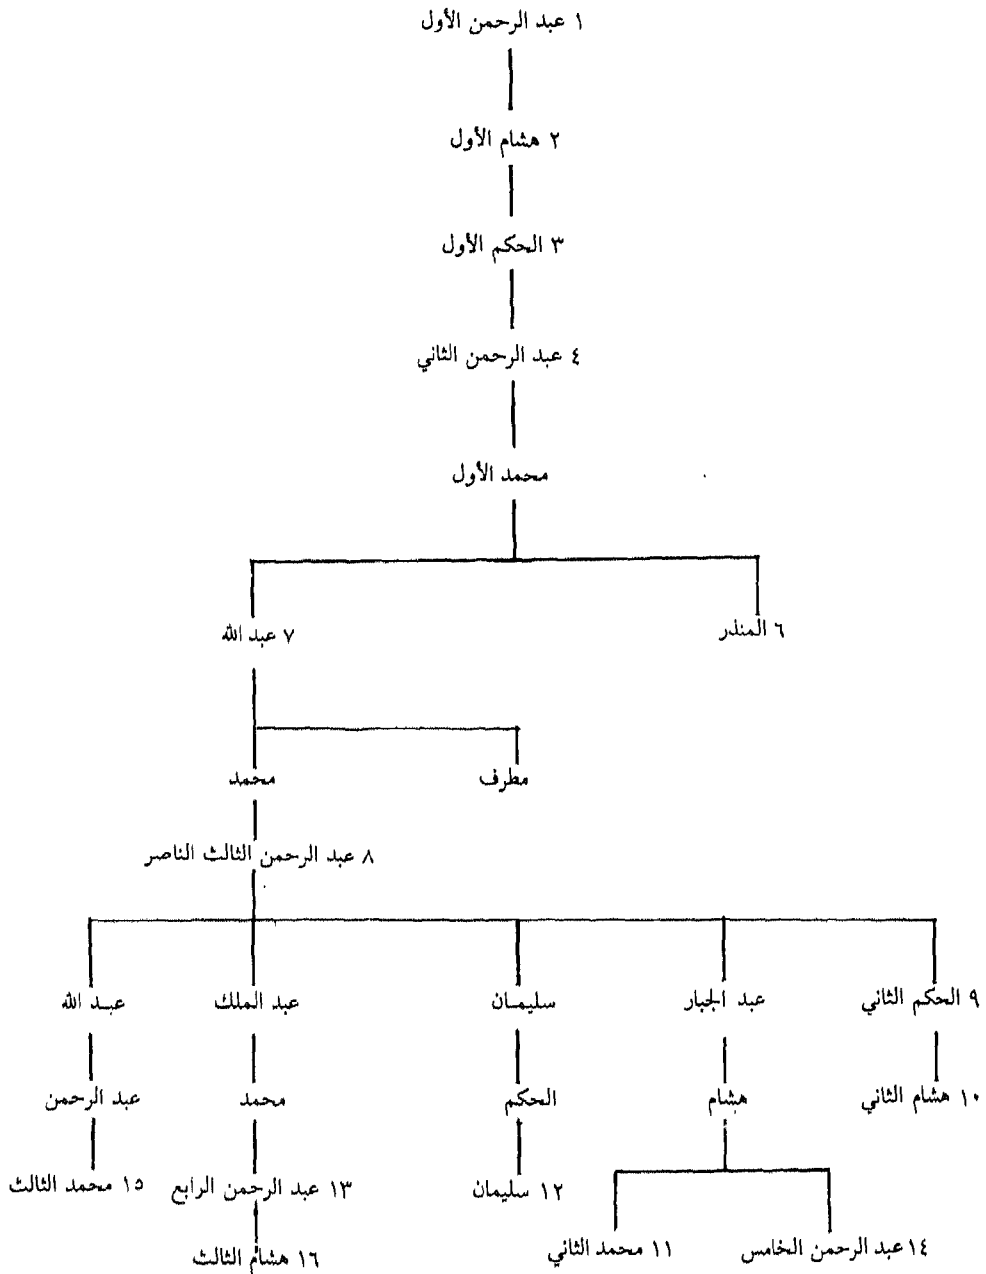 ١ عبد الرحمن الأول
٢ هشام الأول
٣ الحكم الأول
٤ عبد الرحمن الثاني
محمد الأول
٦ المنذر
٧ عبد الله
مطرف
محمد
٨ عبد الرحمن الثالث الناصر
٩ الحكم الثاني
عبد الجبار
سليمـان
عبد الملك
عبـد الله
١٠ هشام الثاني
هشام
الحكم
محمد
عبد الرحمن
١٢ سليمان
١٣ عبد الرحمن الرابع
١٥ محمد الثالث
١٤ عبد الرحمن الخامس
١١ محمد الثاني
١٦ هشام الثالث